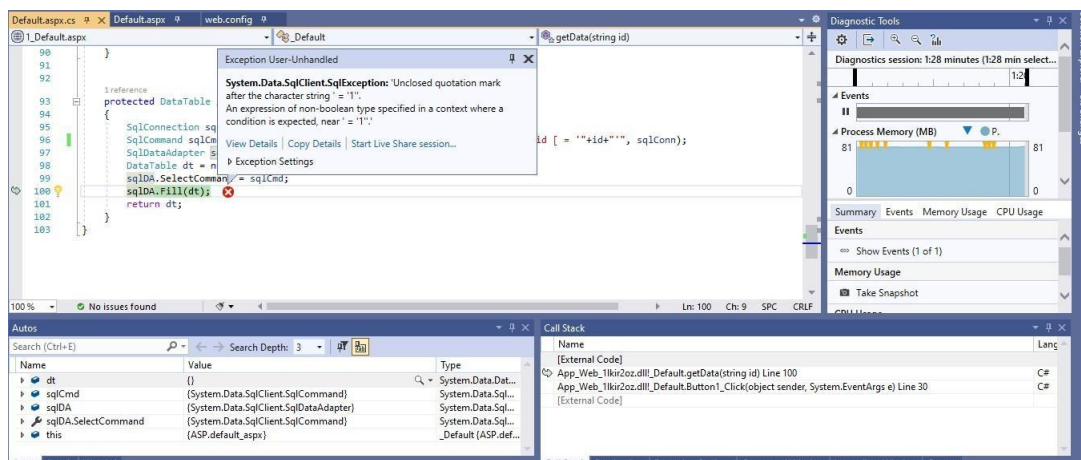 Default.aspx.cs Default.aspx web.config
Diagnostic Tools
1_Default.aspx _Default getData(string id)
Diagnostics session: 1:28 minutes (1:28 min select...
Exception User-Unhandled
System.Data.SqlClient.SqlException: 'Unclosed quotation mark
after the character string ' = '1''.
An expression of non-boolean type specified in a context where a
condition is expected, near ' = '1''.'
View Details | Copy Details | Start Live Share session...
Exception Settings
90 }
91
92
1 reference
93 protected DataTable
94 {
95 SqlConnection sq
96 SqlCommand sqlCm id [ = '"+id+"'", sqlConn);
97 SqlDataAdapter s
98 DataTable dt = n
99 sqlDA.SelectCommand = sqlCmd;
100 sqlDA.Fill(dt);
101 return dt;
102 }
103 }
Events
Process Memory (MB) P.
81 81
0 0
Summary Events Memory Usage CPU Usage
Events
Show Events (1 of 1)
Memory Usage
Take Snapshot
CPU Usage
100 % No issues found Ln: 100 Ch: 9 SPC CRLF
Autos
Search (Ctrl+E) Search Depth: 3
Name Value Type
dt {} System.Data.Dat...
sqlCmd {System.Data.SqlClient.SqlCommand} System.Data.Sql...
sqlDA {System.Data.SqlClient.SqlDataAdapter} System.Data.Sql...
sqlDA.SelectCommand {System.Data.SqlClient.SqlCommand} System.Data.Sql...
this {ASP.default_aspx} _Default {ASP.def...
Call Stack
Name Lang
[External Code]
App_Web_1lkir2oz.dll!_Default.getData(string id) Line 100 C#
App_Web_1lkir2oz.dll!_Default.Button1_Click(object sender, System.EventArgs e) Line 30 C#
[External Code]